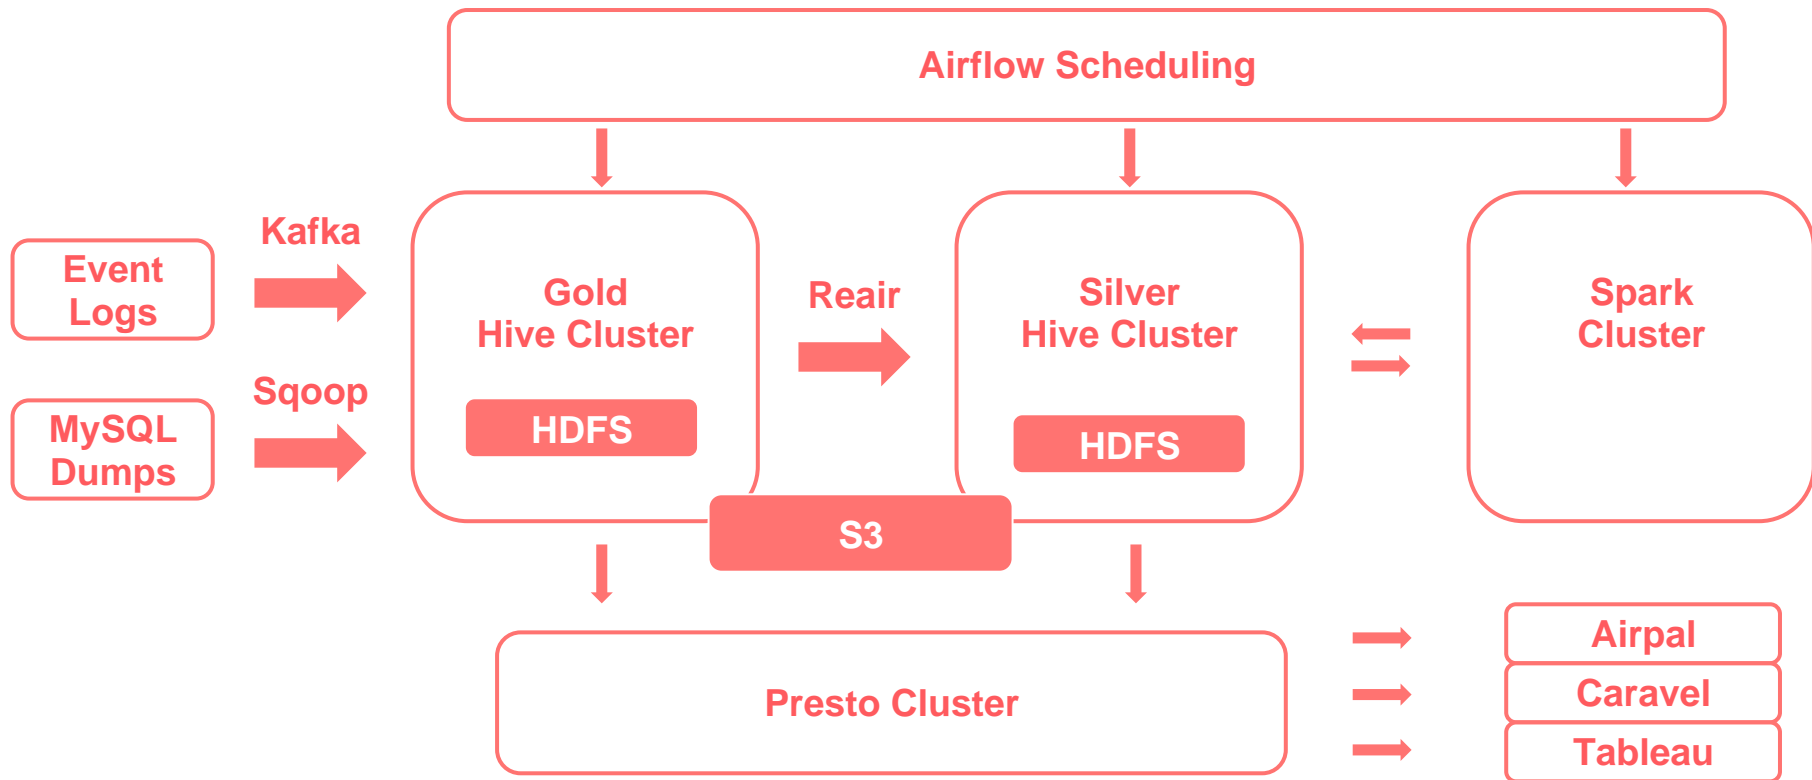 Airflow Scheduling
Kafka
Event
Logs
Sqoop
MySQL
Dumps
Gold
Hive Cluster
HDFS
Reair
Silver
Hive Cluster
HDFS
S3
Spark
Cluster
Presto Cluster
Airpal
Caravel
Tableau